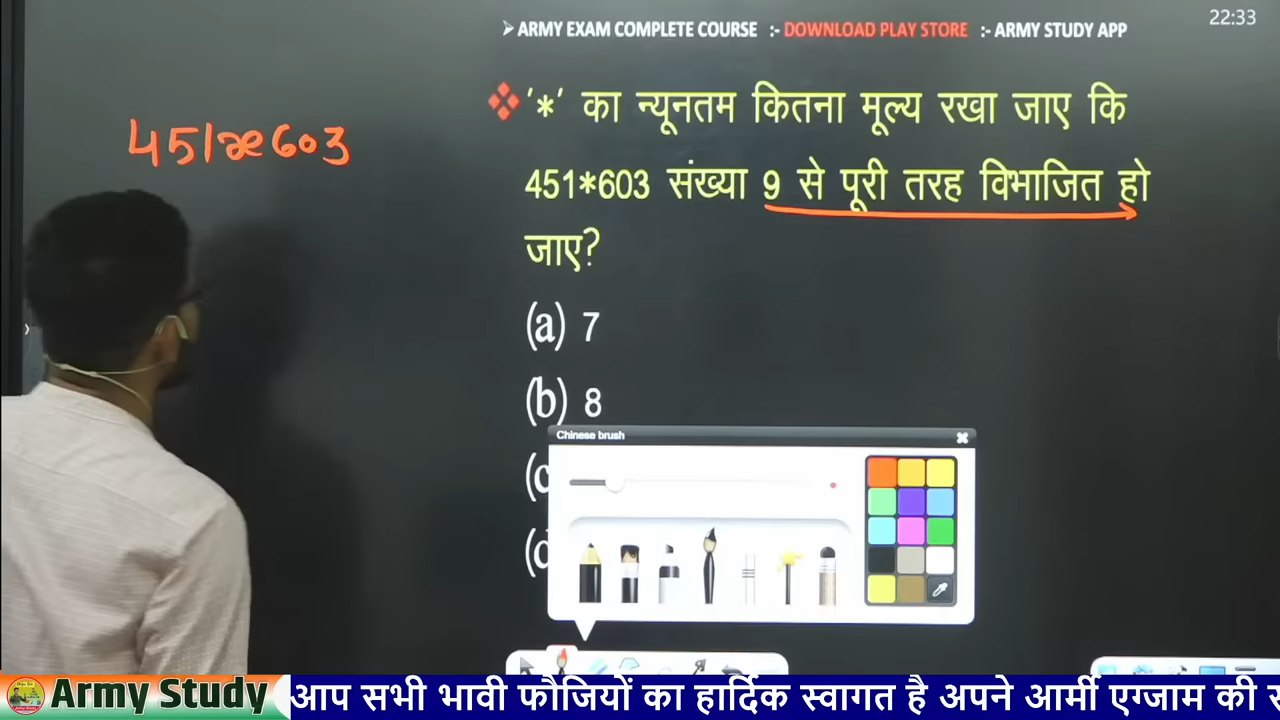 22:33
➢ ARMY EXAM COMPLETE COURSE :- DOWNLOAD PLAY STORE :- ARMY STUDY APP
451*603
❖ '*' का न्यूनतम कितना मूल्य रखा जाए कि
451*603 संख्या 9 से पूरी तरह विभाजित हो
जाए?
(a) 7
(b) 8
Chinese brush
(c
(d
Army Study
आप सभी भावी फौजियों का हार्दिक स्वागत है अपने आर्मी एग्जाम की